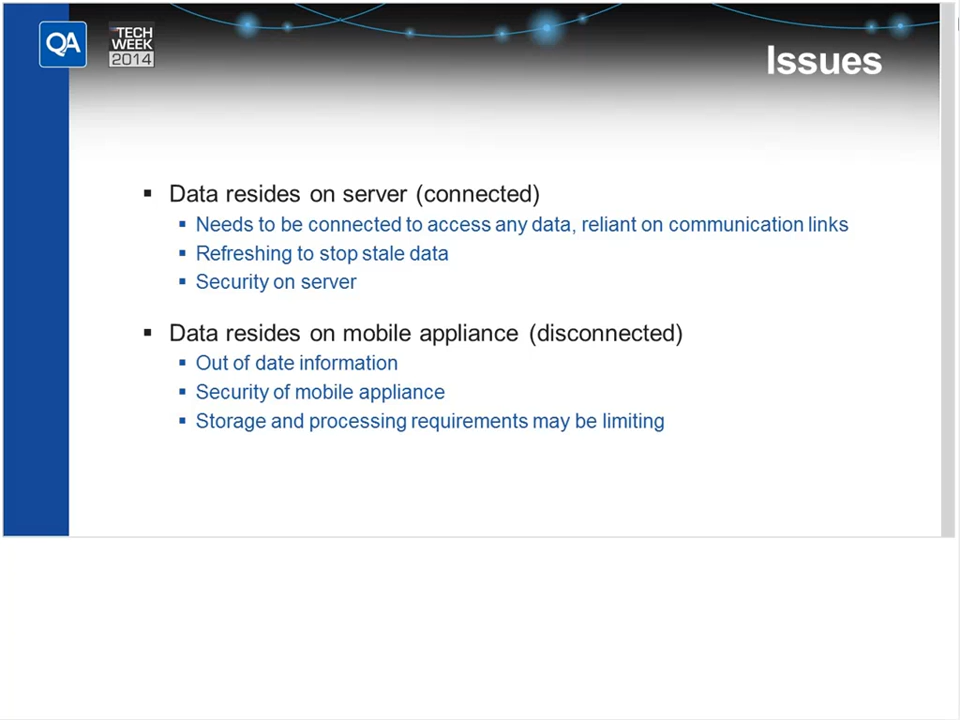 QA
TECH
WEEK
2014
Issues
▪ Data resides on server (connected)
▪ Needs to be connected to access any data, reliant on communication links
▪ Refreshing to stop stale data
▪ Security on server
▪ Data resides on mobile appliance (disconnected)
▪ Out of date information
▪ Security of mobile appliance
▪ Storage and processing requirements may be limiting